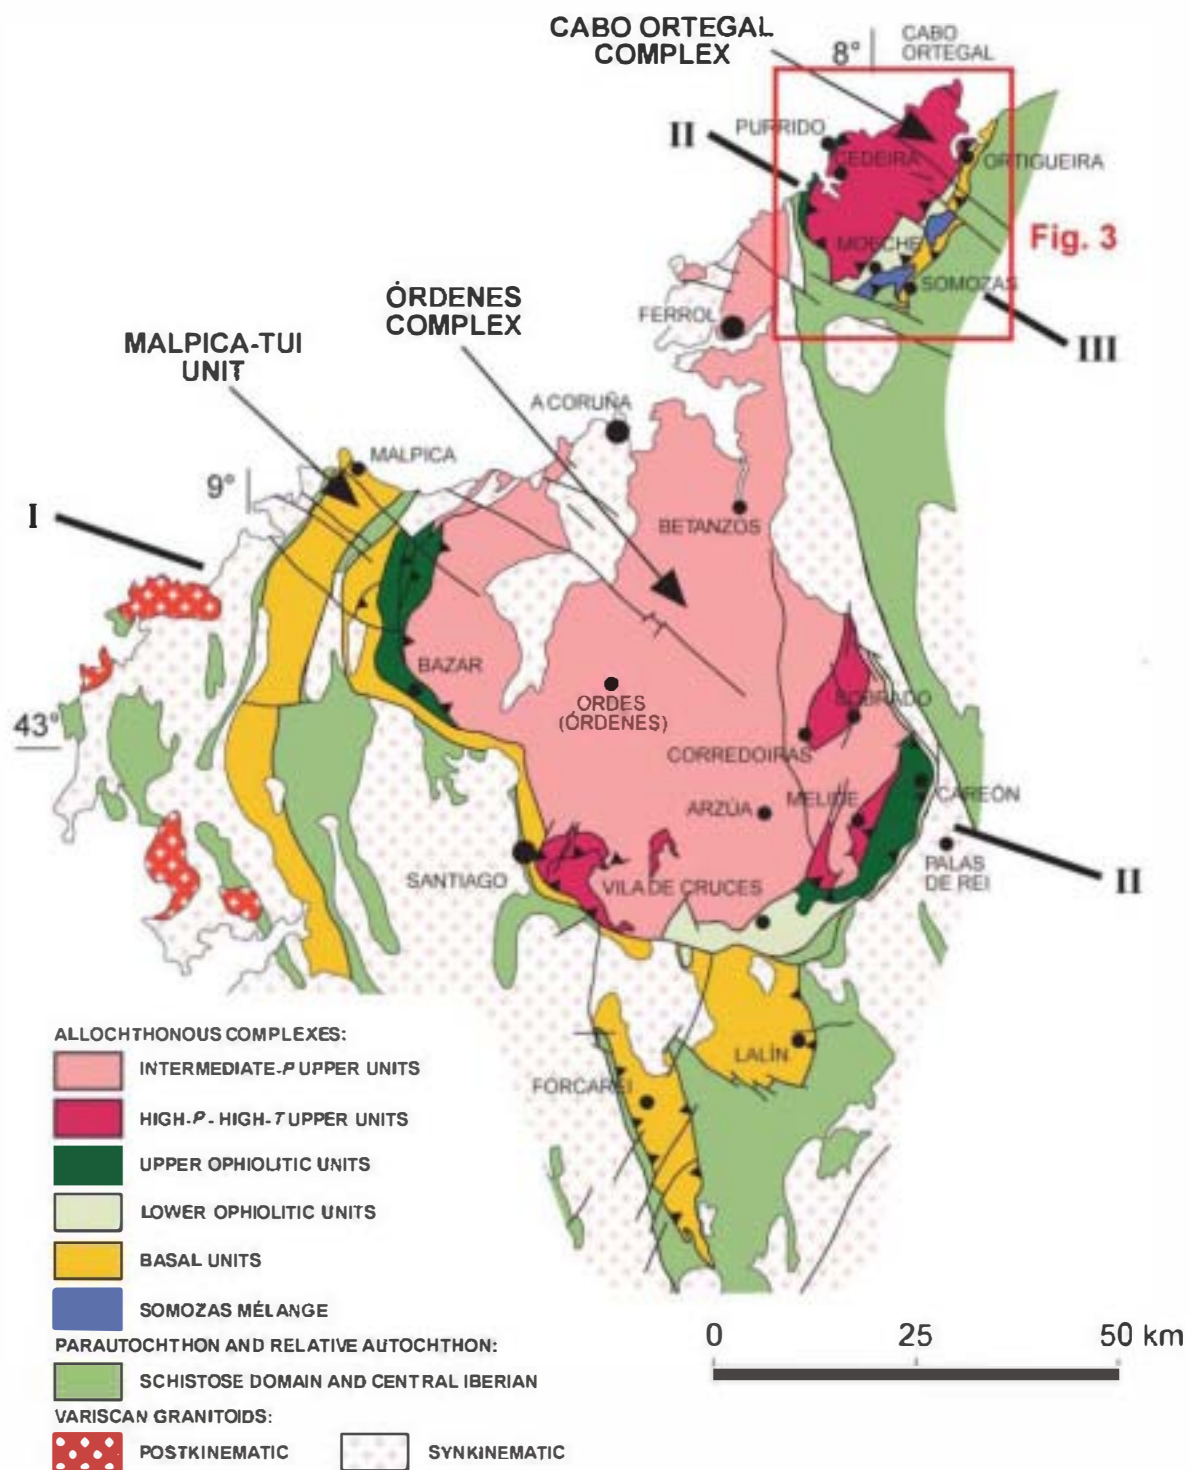 CABO ORTEGAL
COMPLEX
8°
CABO
ORTEGAL
II
PURRIDO
CEDEIRA
ORTIGUEIRA
Fig. 3
MOECHE
SOMOZAS
III
ÓRDENES
COMPLEX
FERROL
MALPICA-TUI
UNIT
A CORUÑA
MALPICA
9°
I
BETANZOS
BAZAR
ORDES
(ÓRDENES)
SOBRADO
43°
CORREDOIRAS
ARZÚA
MELIDE
CAREÓN
PALAS
DE REI
II
SANTIAGO
VILA DE CRUCES
LALÍN
FORCAREI
ALLOCHTHONOUS COMPLEXES:
INTERMEDIATE-P UPPER UNITS
HIGH-P - HIGH-T UPPER UNITS
UPPER OPHIOLITIC UNITS
LOWER OPHIOLITIC UNITS
BASAL UNITS
SOMOZAS MÉLANGE
PARAUTOCHTHON AND RELATIVE AUTOCHTHON:
SCHISTOSE DOMAIN AND CENTRAL IBERIAN
VARISCAN GRANITOIDS:
POSTKINEMATIC
SYNKINEMATIC
0 25 50 km